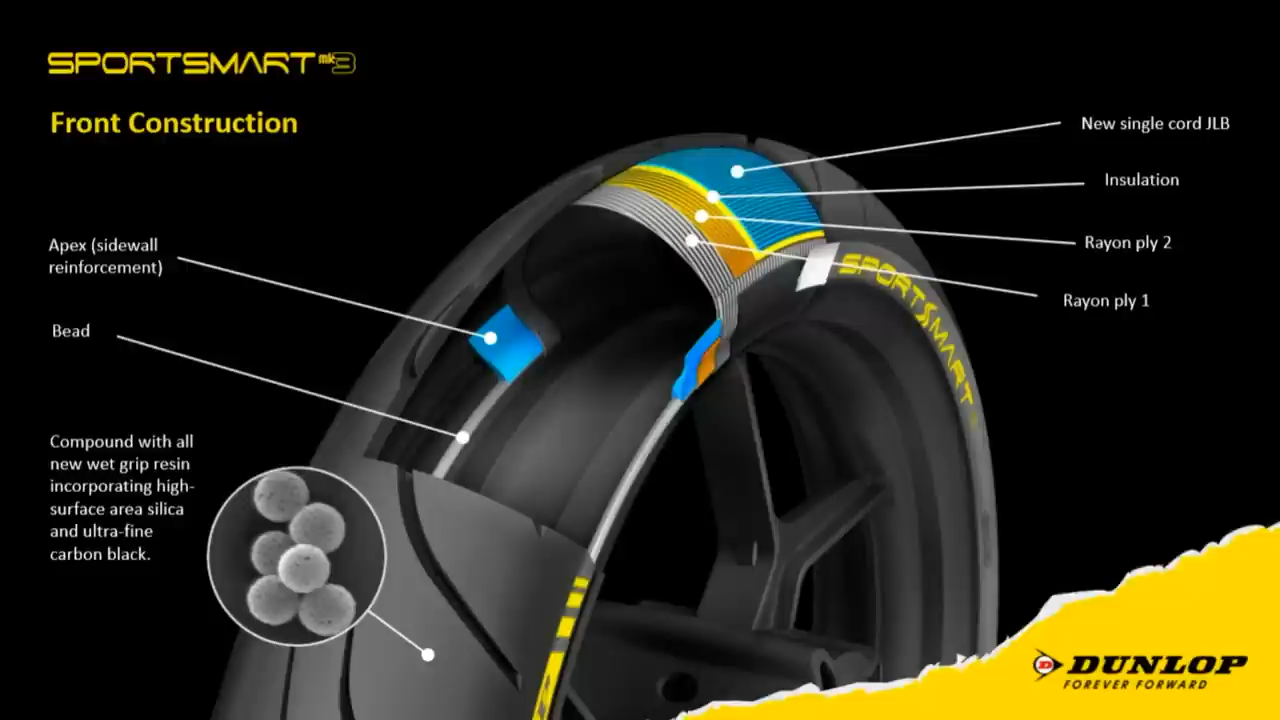 SPORTSMART mk3
Front Construction
New single cord JLB
Insulation
Rayon ply 2
Rayon ply 1
Apex (sidewall
reinforcement)
Bead
Compound with all
new wet grip resin
incorporating high-
surface area silica
and ultra-fine
carbon black.
SPORTSMART
D DUNLOP
FOREVER FORWARD